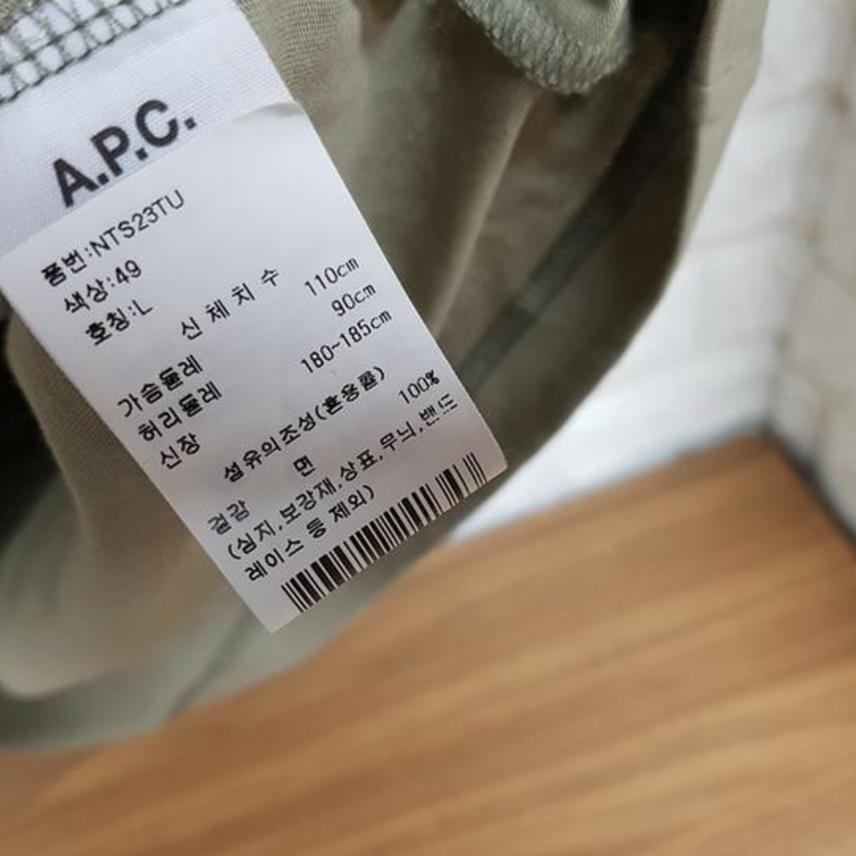 A.P.C.
품번:NTS23TU
색상:49
호칭:L
신 체 치 수
가슴둘레 110cm
허리둘레 90cm
신장 180~185cm
섬유의조성(혼용률)
겉감 면 100%
(심지,보강재,상표,무늬,밴드
레이스 등 제외)